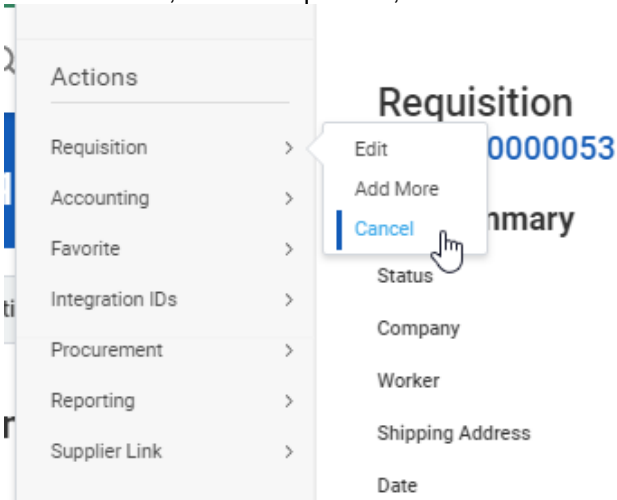 Actions
Requisition
Accounting
Favorite
Integration IDs
Procurement
Reporting
Supplier Link
Edit
Add More
Cancel
Requisition
0000053
mmary
Status
Company
Worker
Shipping Address
Date